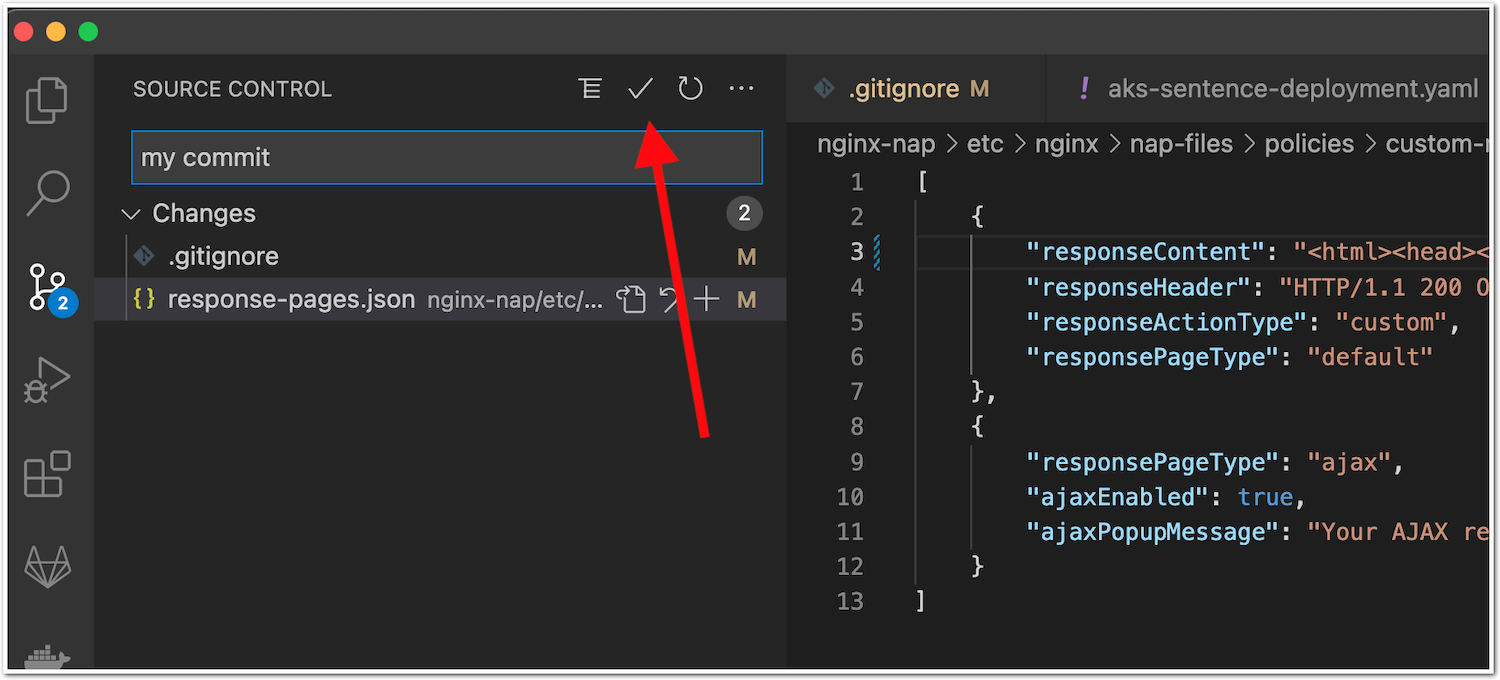 SOURCE CONTROL
my commit
Changes 2
.gitignore M
{} response-pages.json nginx-nap/etc/... M
2
.gitignore M ! aks-sentence-deployment.yaml
nginx-nap > etc > nginx > nap-files > policies > custom-
1 [
2 {
3 "responseContent": "<html><head><
4 "responseHeader": "HTTP/1.1 200 O
5 "responseActionType": "custom",
6 "responsePageType": "default"
7 },
8 {
9 "responsePageType": "ajax",
10 "ajaxEnabled": true,
11 "ajaxPopupMessage": "Your AJAX re
12 }
13 ]